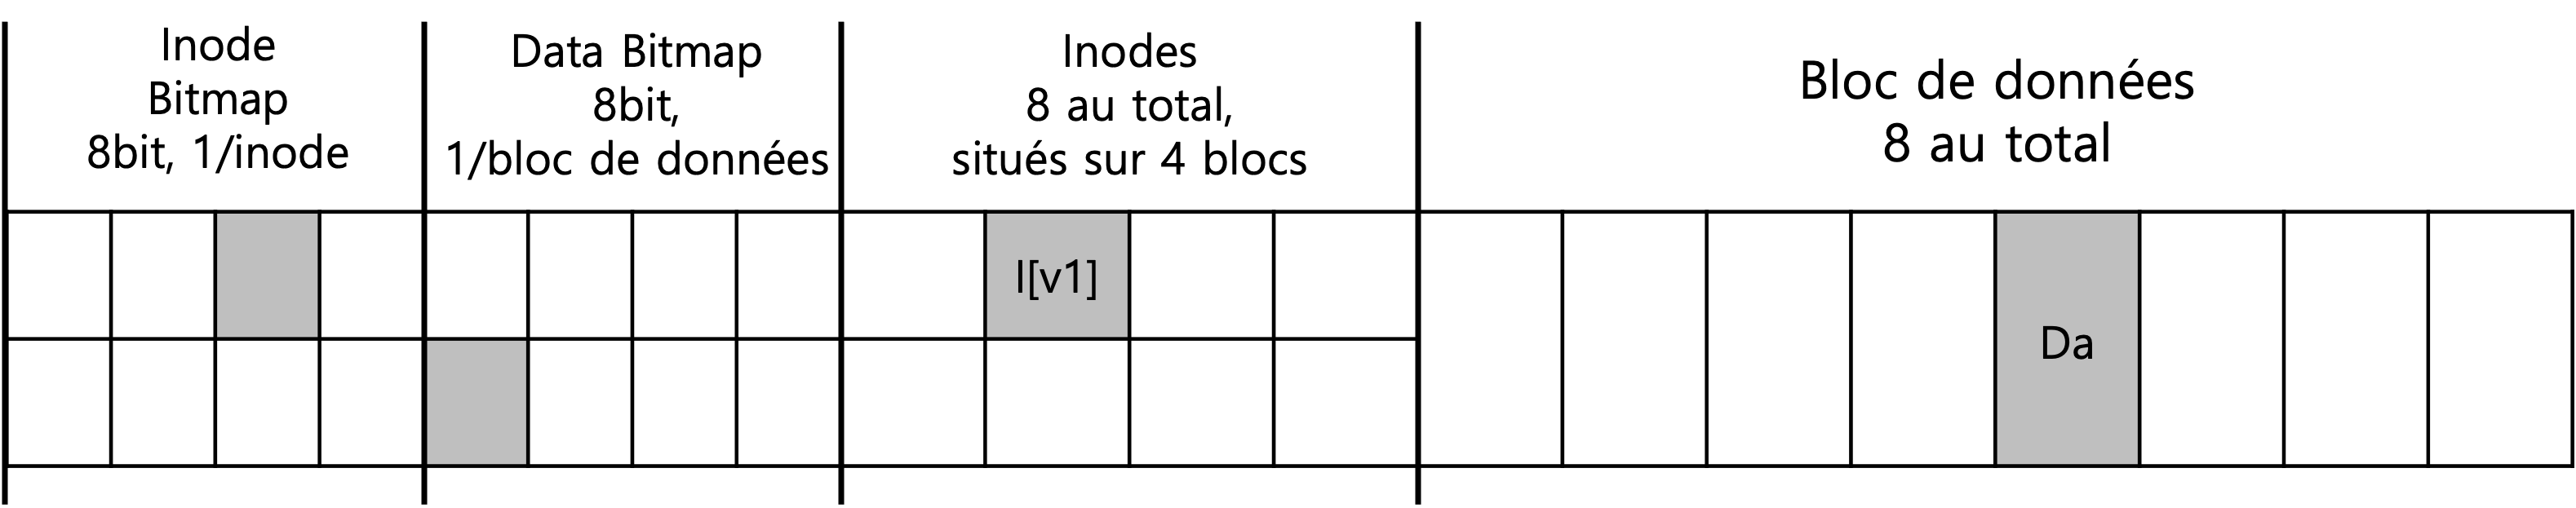 Inode
Bitmap
8bit, 1/inode
Data Bitmap
8bit,
1/bloc de données
Inodes
8 au total,
situés sur 4 blocs
Bloc de données
8 au total
I[v1]
Da